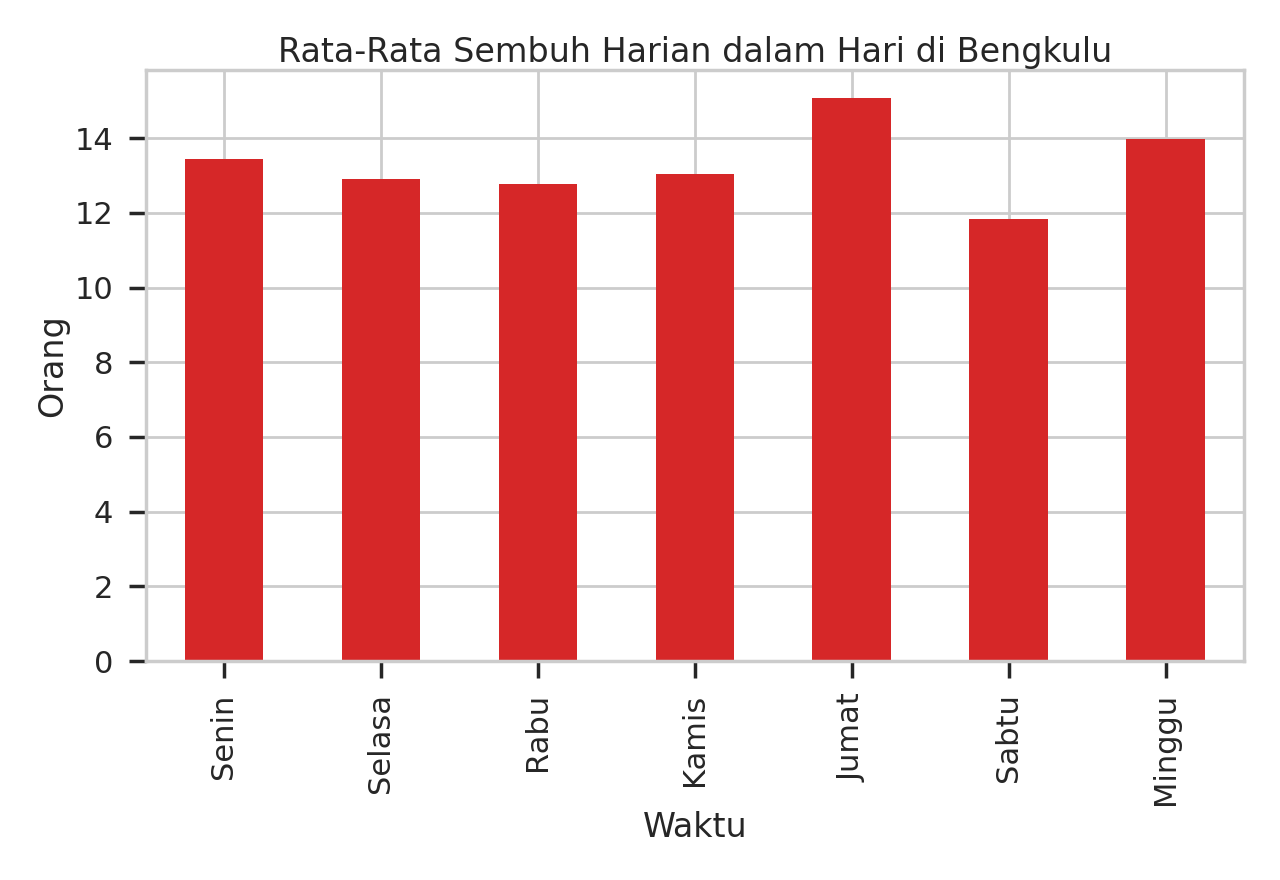 Rata-Rata Sembuh Harian dalam Hari di Bengkulu
14
12
10
8
6
4
2
0
Orang
Senin
Selasa
Rabu
Kamis
Jumat
Sabtu
Minggu
Waktu